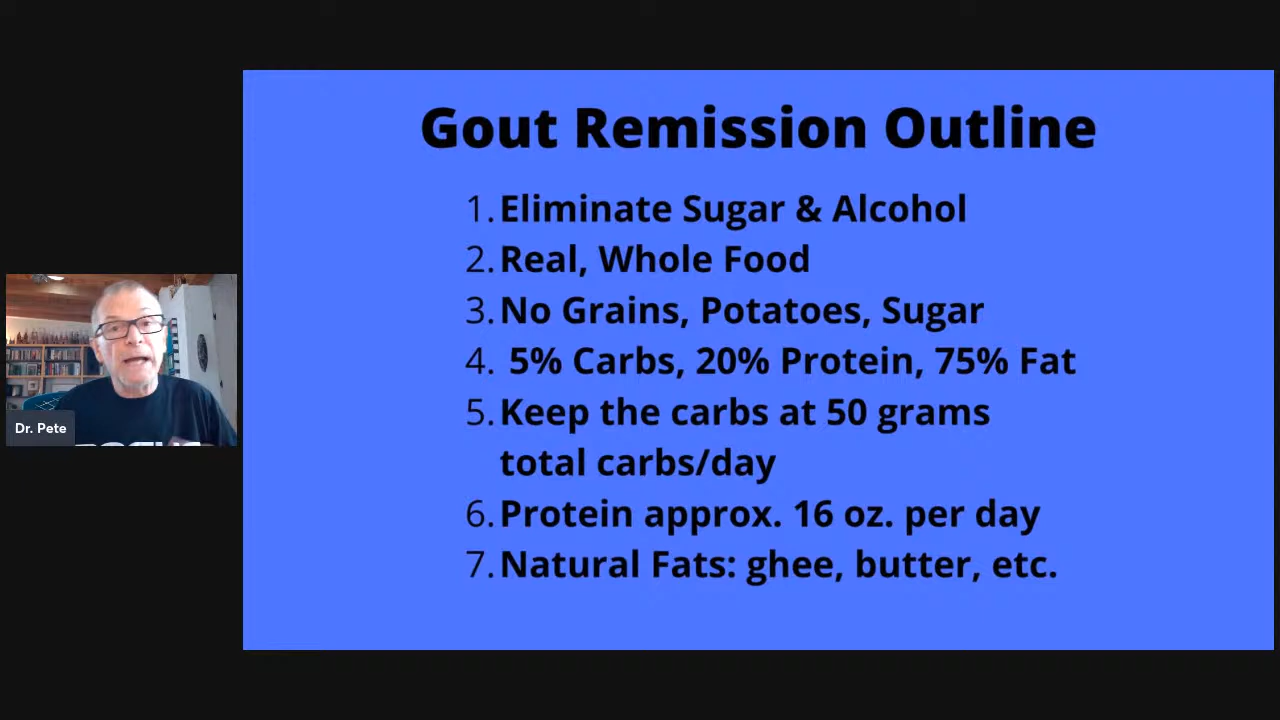 Gout Remission Outline
1. Eliminate Sugar & Alcohol
2. Real, Whole Food
3. No Grains, Potatoes, Sugar
4. 5% Carbs, 20% Protein, 75% Fat
5. Keep the carbs at 50 grams
total carbs/day
6. Protein approx. 16 oz. per day
7. Natural Fats: ghee, butter, etc.
Dr. Pete